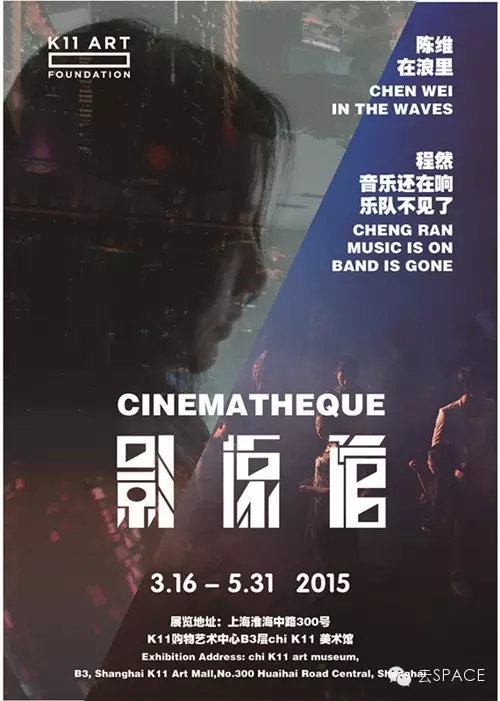 K11 ART
FOUNDATION
陈维
在浪里
CHEN WEI
IN THE WAVES
程然
音乐还在响
乐队不见了
CHENG RAN
MUSIC IS ON
BAND IS GONE
CINEMATHEQUE
影像馆
3.16 – 5.31 2015
展览地址：上海淮海中路300号
K11购物艺术中心B3层chi K11 美术馆
Exhibition Address: chi K11 art museum,
B3, Shanghai K11 Art Mall,No.300 Huaihai Road Central, Shanghai
云SPACE